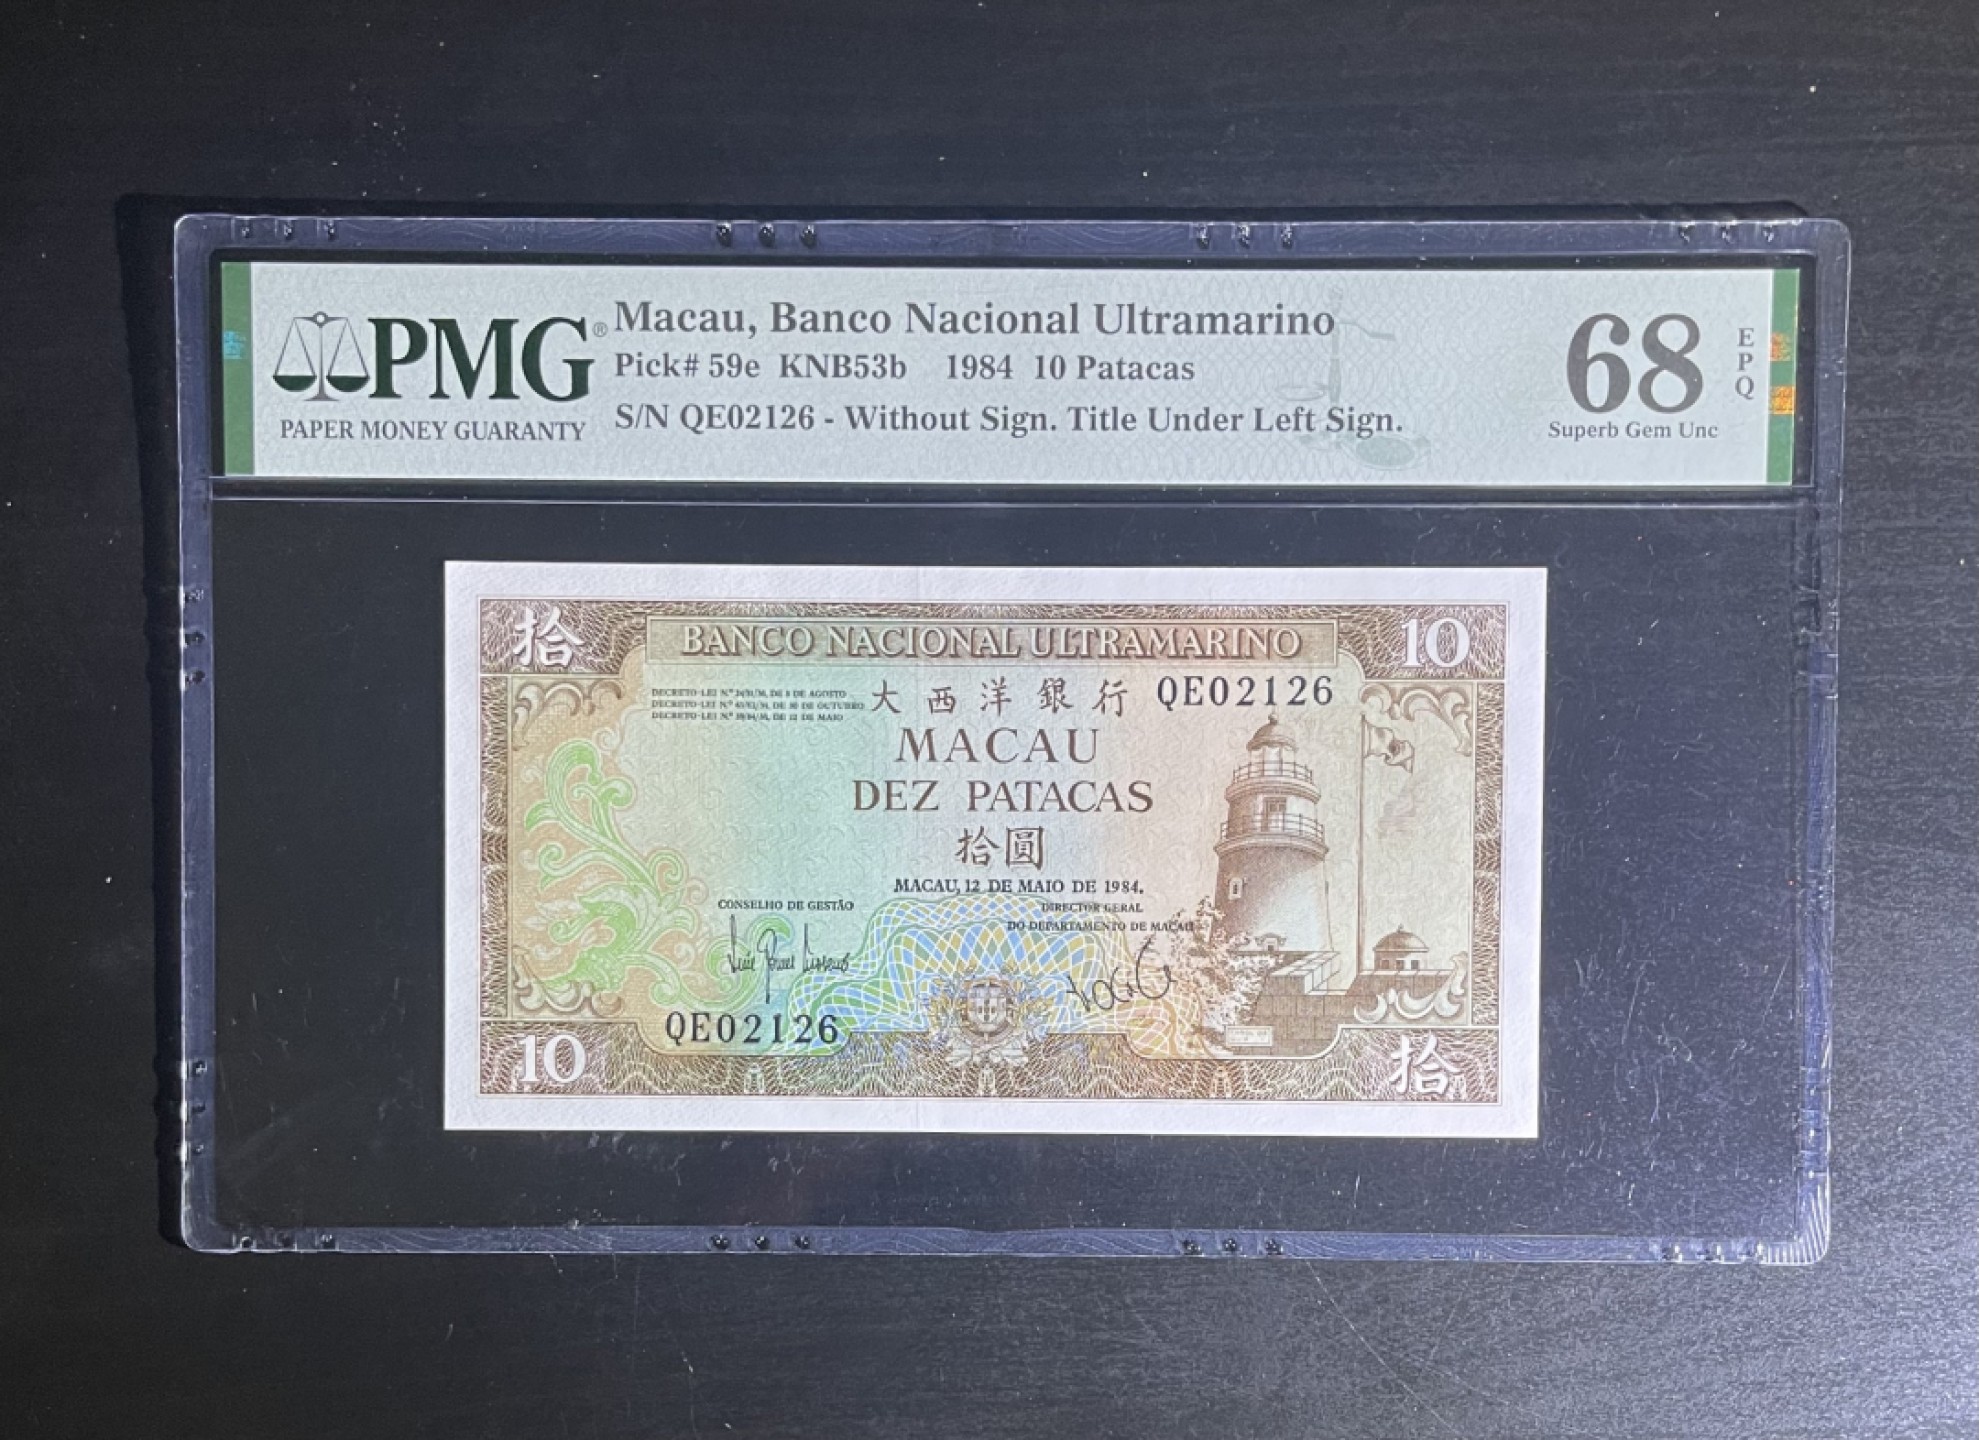 PMG®
PAPER MONEY GUARANTY
Macau, Banco Nacional Ultramarino
Pick# 59e KNB53b 1984 10 Patacas
S/N QE02126 - Without Sign. Title Under Left Sign.
68
EPQ
Superb Gem Unc
拾
BANCO NACIONAL ULTRAMARINO
10
大西洋銀行
QE02126
MACAU
DEZ PATACAS
拾圓
MACAU, 12 DE MAIO DE 1984.
CONSELHO DE GESTÃO
DIRECTOR GERAL
DO DEPARTAMENTO DE MACAU
QE02126
10
拾